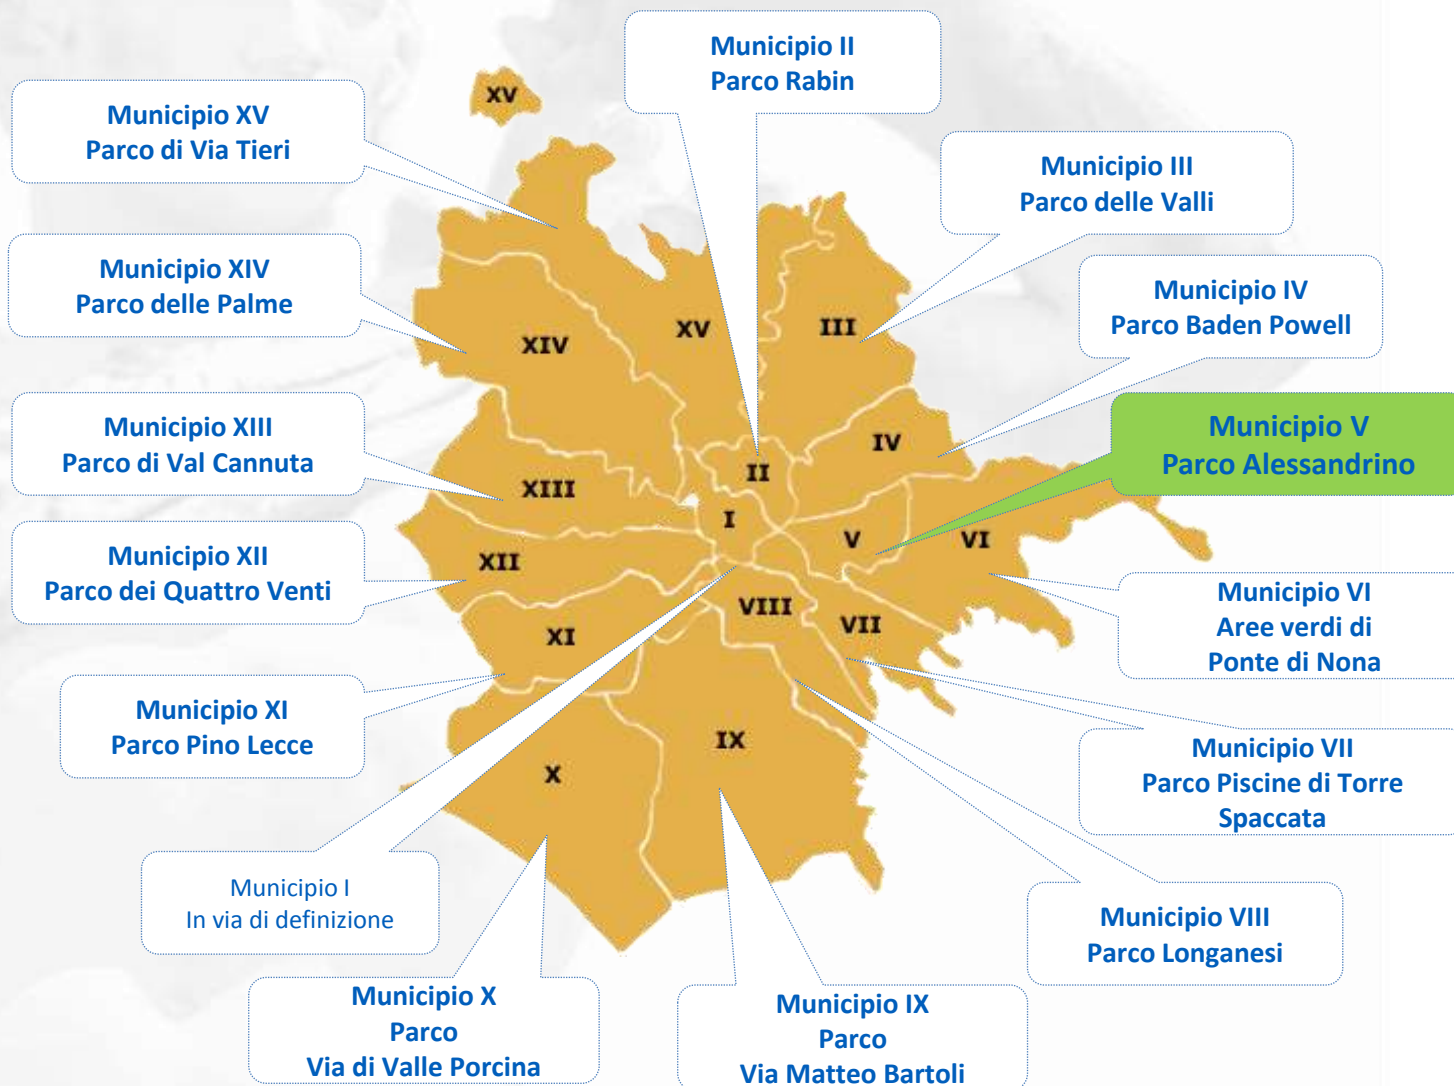 Municipio II
Parco Rabin
XV
Municipio XV
Parco di Via Tieri
Municipio III
Parco delle Valli
Municipio XIV
Parco delle Palme
Municipio IV
Parco Baden Powell
XV
III
XIV
Municipio XIII
Parco di Val Cannuta
Municipio V
Parco Alessandrino
IV
II
XIII
I
V
VI
Municipio XII
Parco dei Quattro Venti
XII
Municipio VI
Aree verdi di
Ponte di Nona
VIII
VII
XI
Municipio XI
Parco Pino Lecce
IX
X
Municipio VII
Parco Piscine di Torre
Spaccata
Municipio I
In via di definizione
Municipio VIII
Parco Longanesi
Municipio X
Parco
Via di Valle Porcina
Municipio IX
Parco
Via Matteo Bartoli